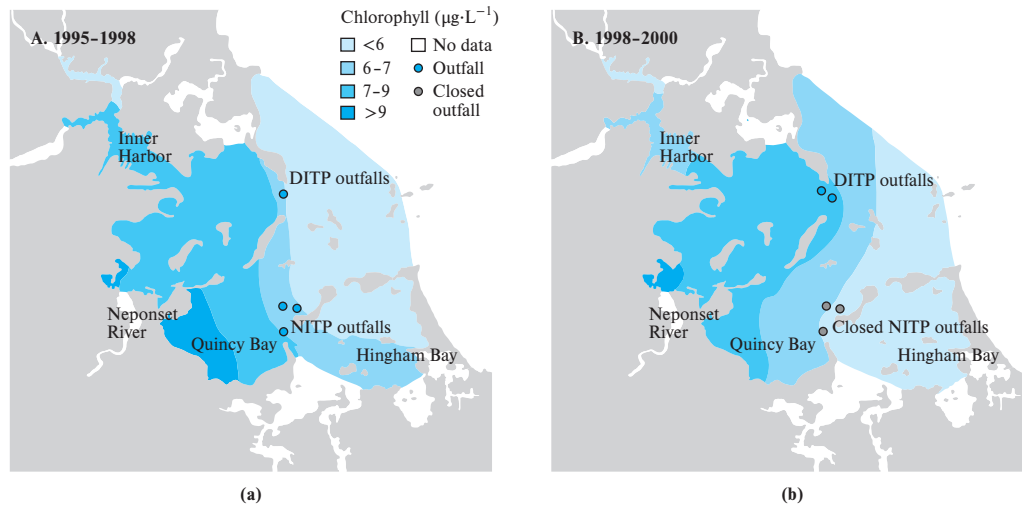 A. 1995–1998
Chlorophyll (µg·L⁻¹)
<6
6–7
7–9
>9
No data
Outfall
Closed
outfall
Inner
Harbor
DITP outfalls
Neponset
River
NITP outfalls
Quincy Bay
Hingham Bay
(a)
B. 1998–2000
Inner
Harbor
DITP outfalls
Neponset
River
Closed NITP outfalls
Quincy Bay
Hingham Bay
(b)